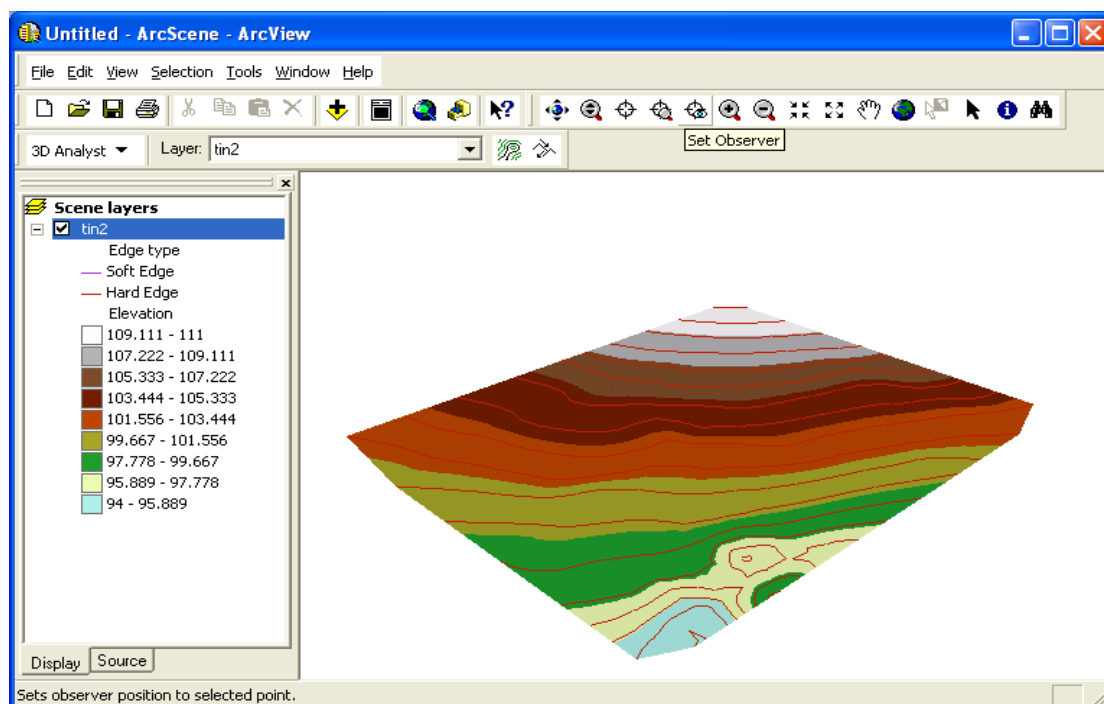 Untitled - ArcScene - ArcView
File Edit View Selection Tools Window Help
3D Analyst Layer: tin2
Set Observer
Scene layers
tin2
Edge type
Soft Edge
Hard Edge
Elevation
109.111 - 111
107.222 - 109.111
105.333 - 107.222
103.444 - 105.333
101.556 - 103.444
99.667 - 101.556
97.778 - 99.667
95.889 - 97.778
94 - 95.889
Display Source
Sets observer position to selected point.